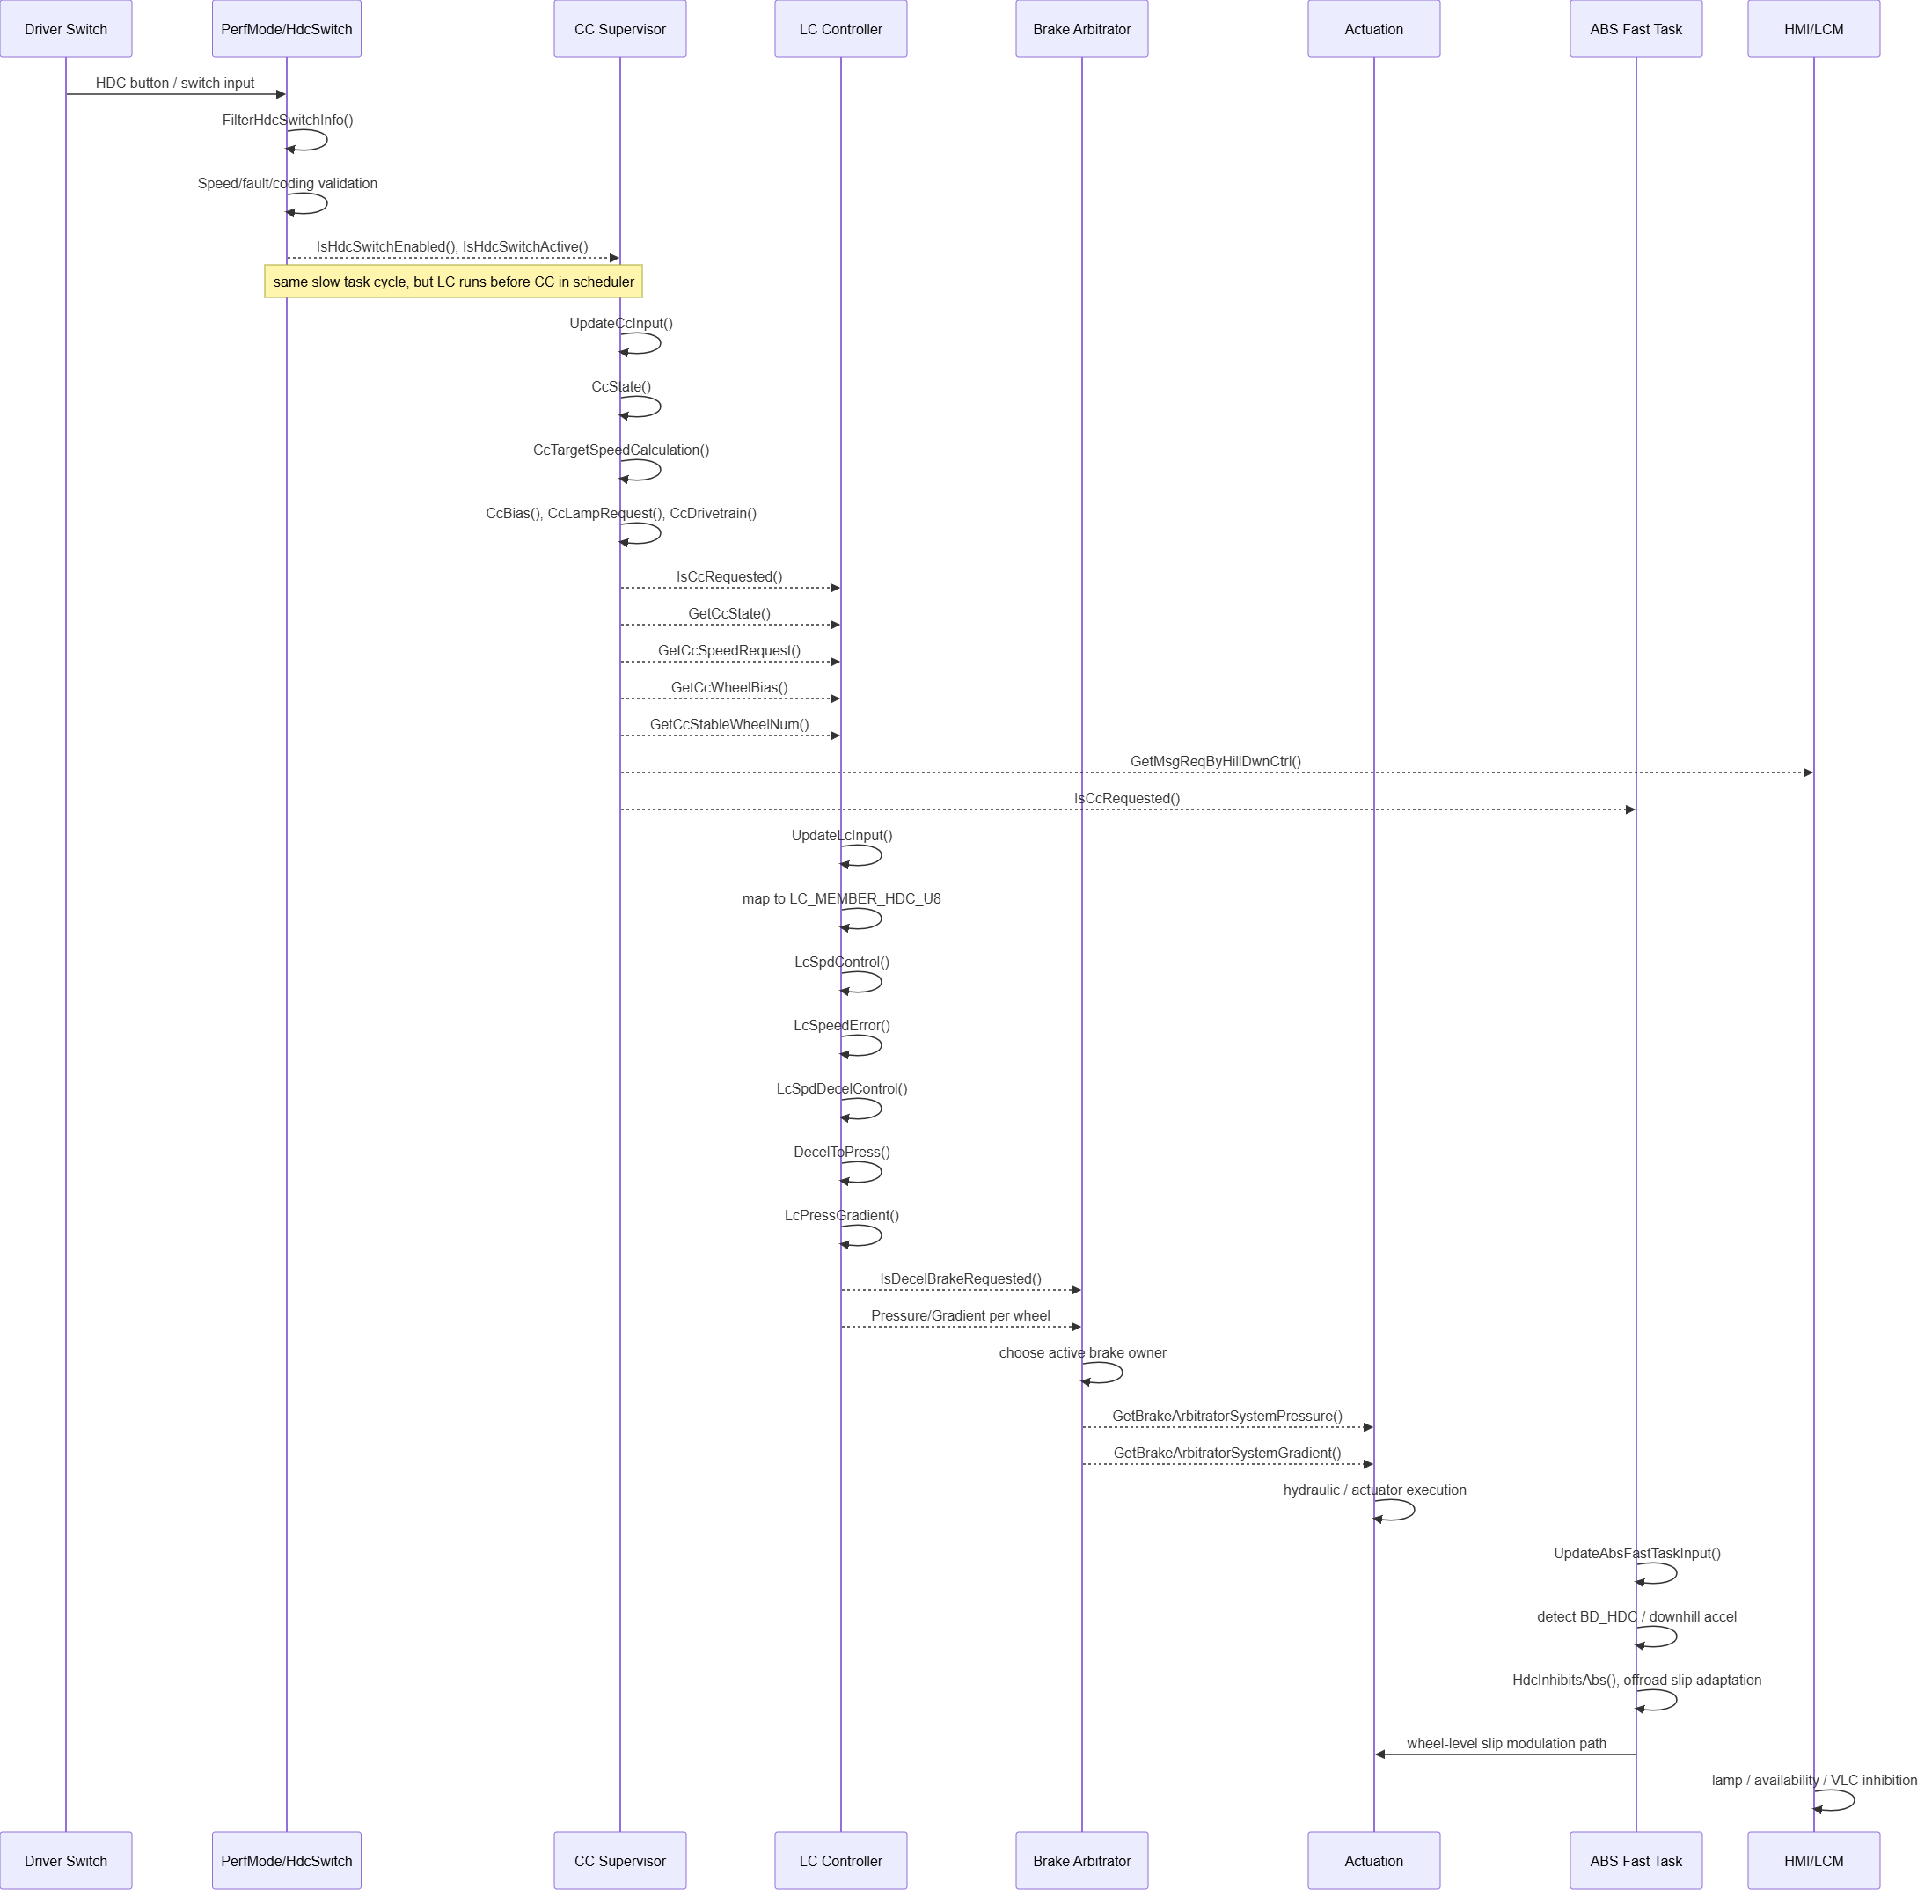 Driver Switch
PerfMode/HdcSwitch
CC Supervisor
LC Controller
Brake Arbitrator
Actuation
ABS Fast Task
HMI/LCM
HDC button / switch input
FilterHdcSwitchInfo()
Speed/fault/coding validation
IsHdcSwitchEnabled(), IsHdcSwitchActive()
same slow task cycle, but LC runs before CC in scheduler
UpdateCcInput()
CcState()
CcTargetSpeedCalculation()
CcBias(), CcLampRequest(), CcDrivetrain()
IsCcRequested()
GetCcState()
GetCcSpeedRequest()
GetCcWheelBias()
GetCcStableWheelNum()
GetMsgReqByHillDwnCtrl()
IsCcRequested()
UpdateLcInput()
map to LC_MEMBER_HDC_U8
LcSpdControl()
LcSpeedError()
LcSpdDecelControl()
DecelToPress()
LcPressGradient()
IsDecelBrakeRequested()
Pressure/Gradient per wheel
choose active brake owner
GetBrakeArbitratorSystemPressure()
GetBrakeArbitratorSystemGradient()
hydraulic / actuator execution
UpdateAbsFastTaskInput()
detect BD_HDC / downhill accel
HdcInhibitsAbs(), offroad slip adaptation
wheel-level slip modulation path
lamp / availability / VLC inhibition
Driver Switch
PerfMode/HdcSwitch
CC Supervisor
LC Controller
Brake Arbitrator
Actuation
ABS Fast Task
HMI/LCM